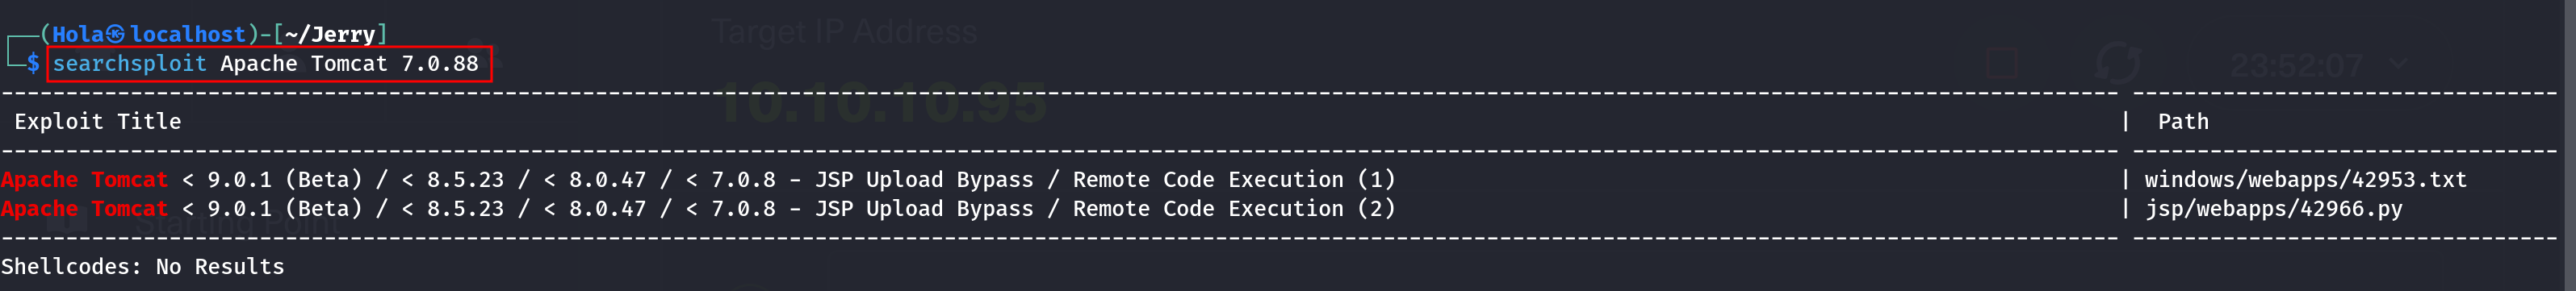 Target IP Address
(Hola㉿localhost)-[~/Jerry]
$ searchsploit Apache Tomcat 7.0.88
23:52:07
10.10.10.95
Exploit Title | Path
Apache Tomcat < 9.0.1 (Beta) / < 8.5.23 / < 8.0.47 / < 7.0.8 - JSP Upload Bypass / Remote Code Execution (1) | windows/webapps/42953.txt
Apache Tomcat < 9.0.1 (Beta) / < 8.5.23 / < 8.0.47 / < 7.0.8 - JSP Upload Bypass / Remote Code Execution (2) | jsp/webapps/42966.py
Starting Point
Shellcodes: No Results